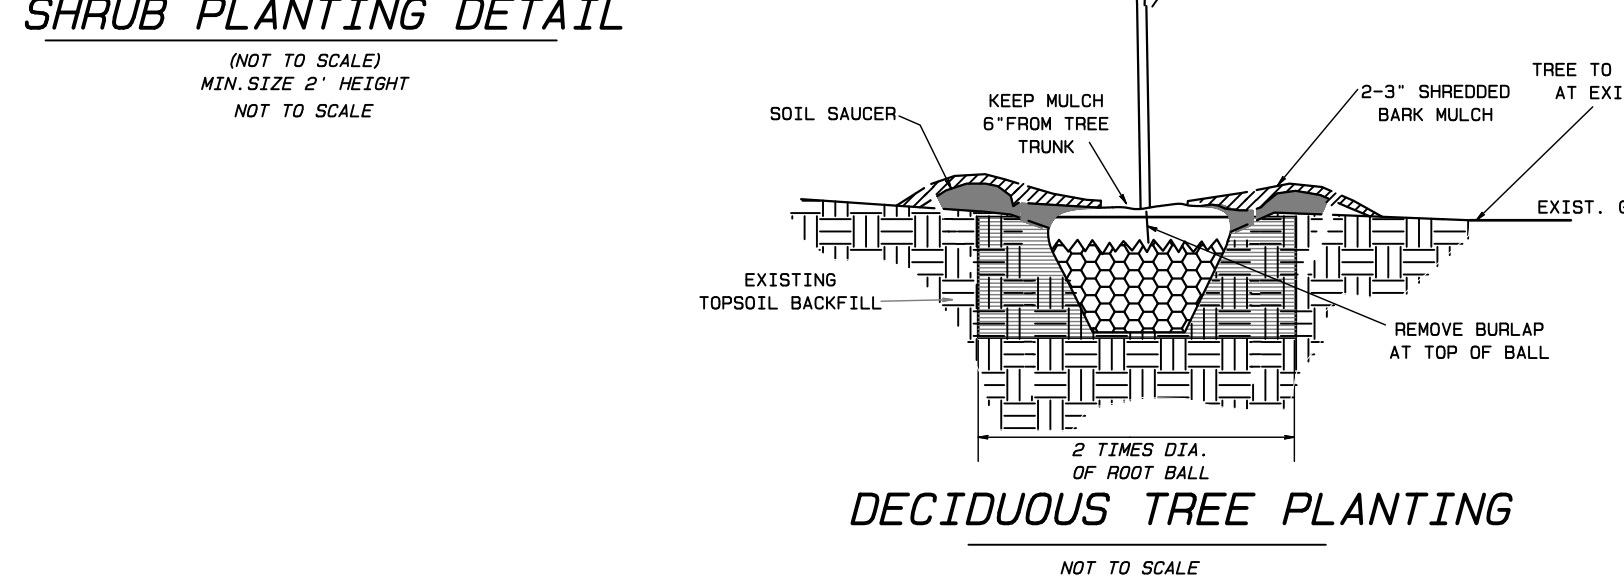 SHRUB PLANTING DETAIL
(NOT TO SCALE)
MIN.SIZE 2' HEIGHT
NOT TO SCALE
SOIL SAUCER
KEEP MULCH
6"FROM TREE
TRUNK
2-3" SHREDDED
BARK MULCH
TREE TO
AT EXI
EXIST. G
EXISTING
TOPSOIL BACKFILL
REMOVE BURLAP
AT TOP OF BALL
2 TIMES DIA.
OF ROOT BALL
DECIDUOUS TREE PLANTING
NOT TO SCALE